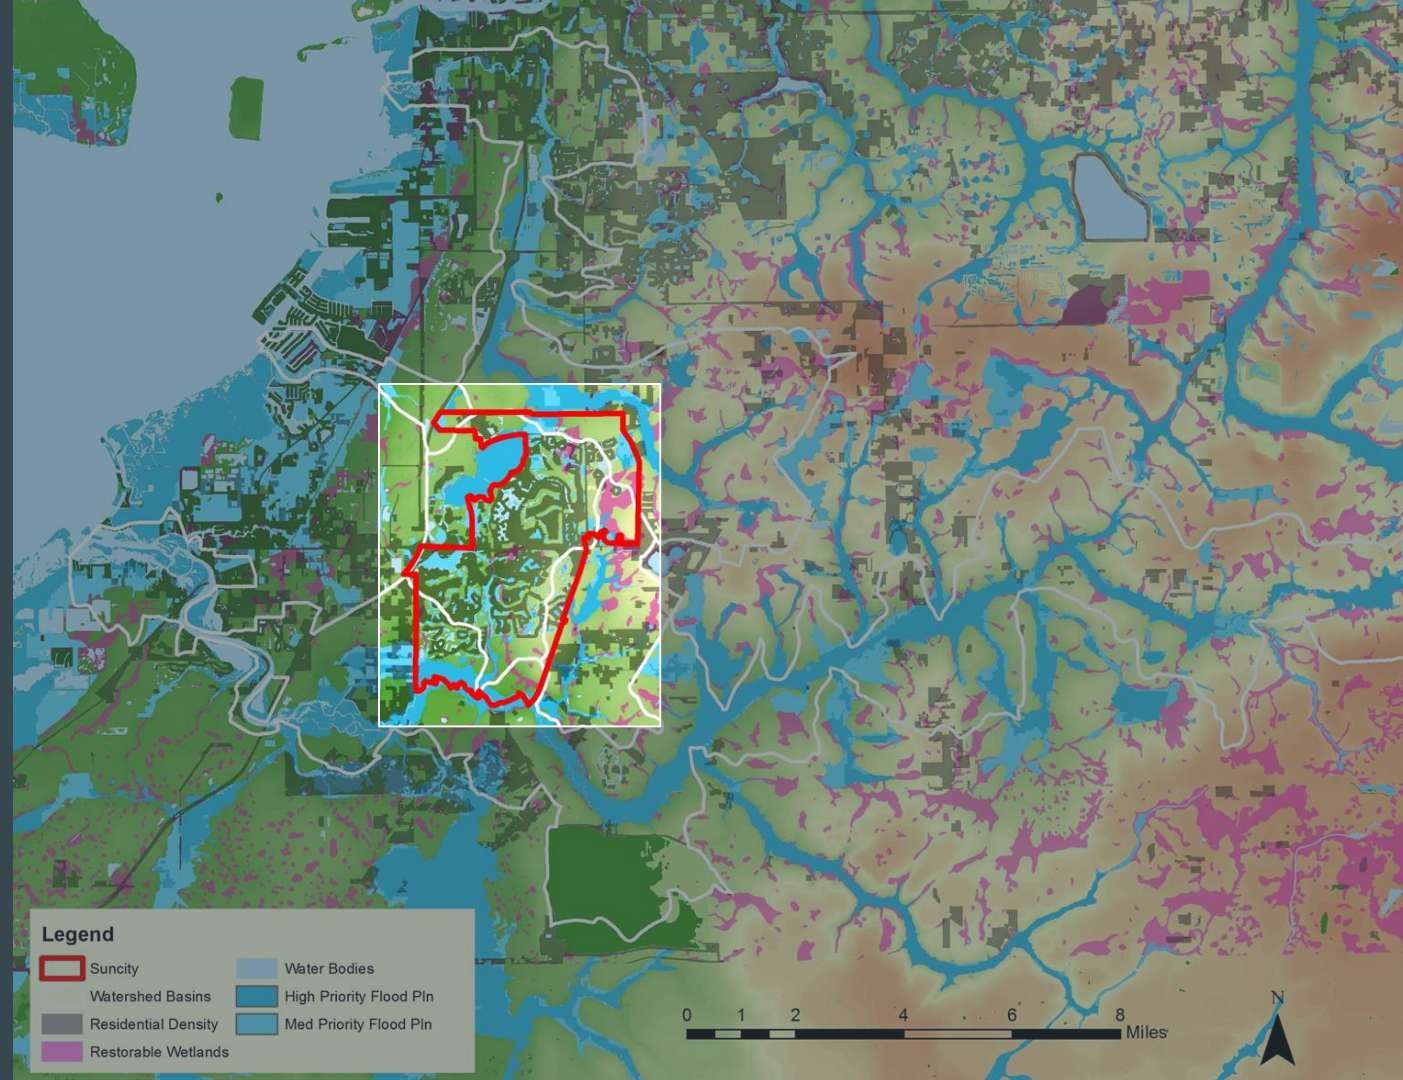 Legend
Suncity
Water Bodies
Watershed Basins
High Priority Flood Pln
Residential Density
Med Priority Flood Pln
Restorable Wetlands
0 1 2 4 6 8
Miles
N